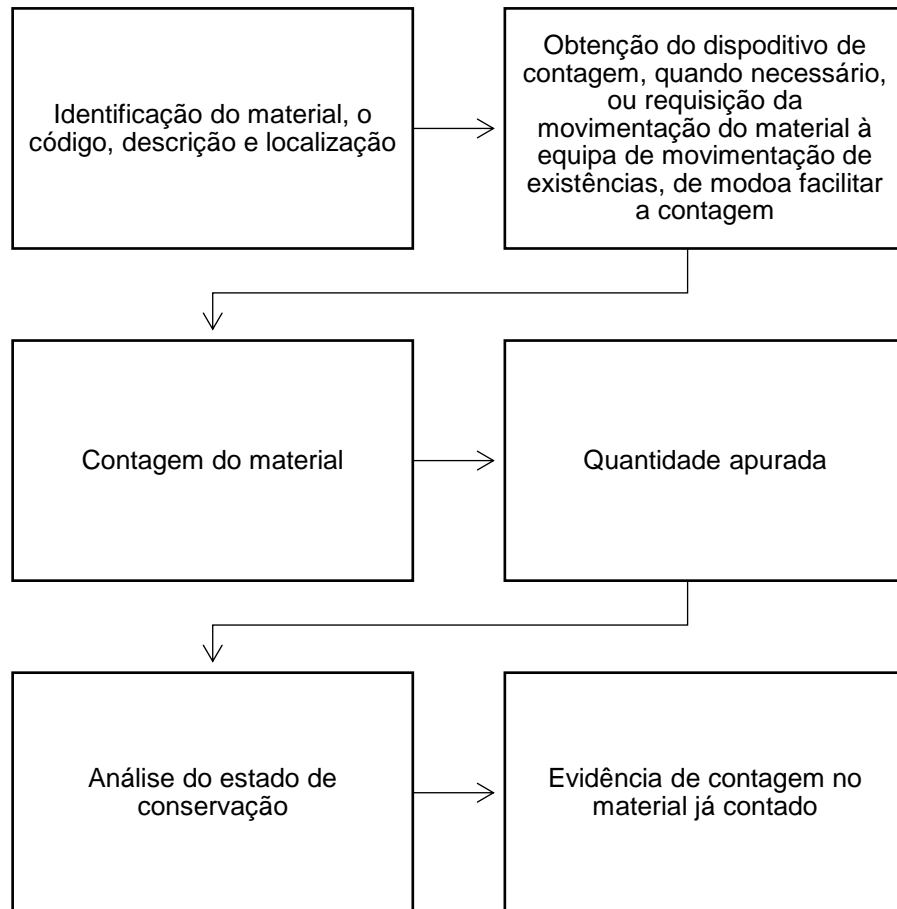 Identificação do material, o
código, descrição e localização
Obtenção do dispoditivo de
contagem, quando necessário,
ou requisição da
movimentação do material à
equipa de movimentação de
existências, de modoa facilitar
a contagem
Contagem do material
Quantidade apurada
Análise do estado de
conservação
Evidência de contagem no
material já contado